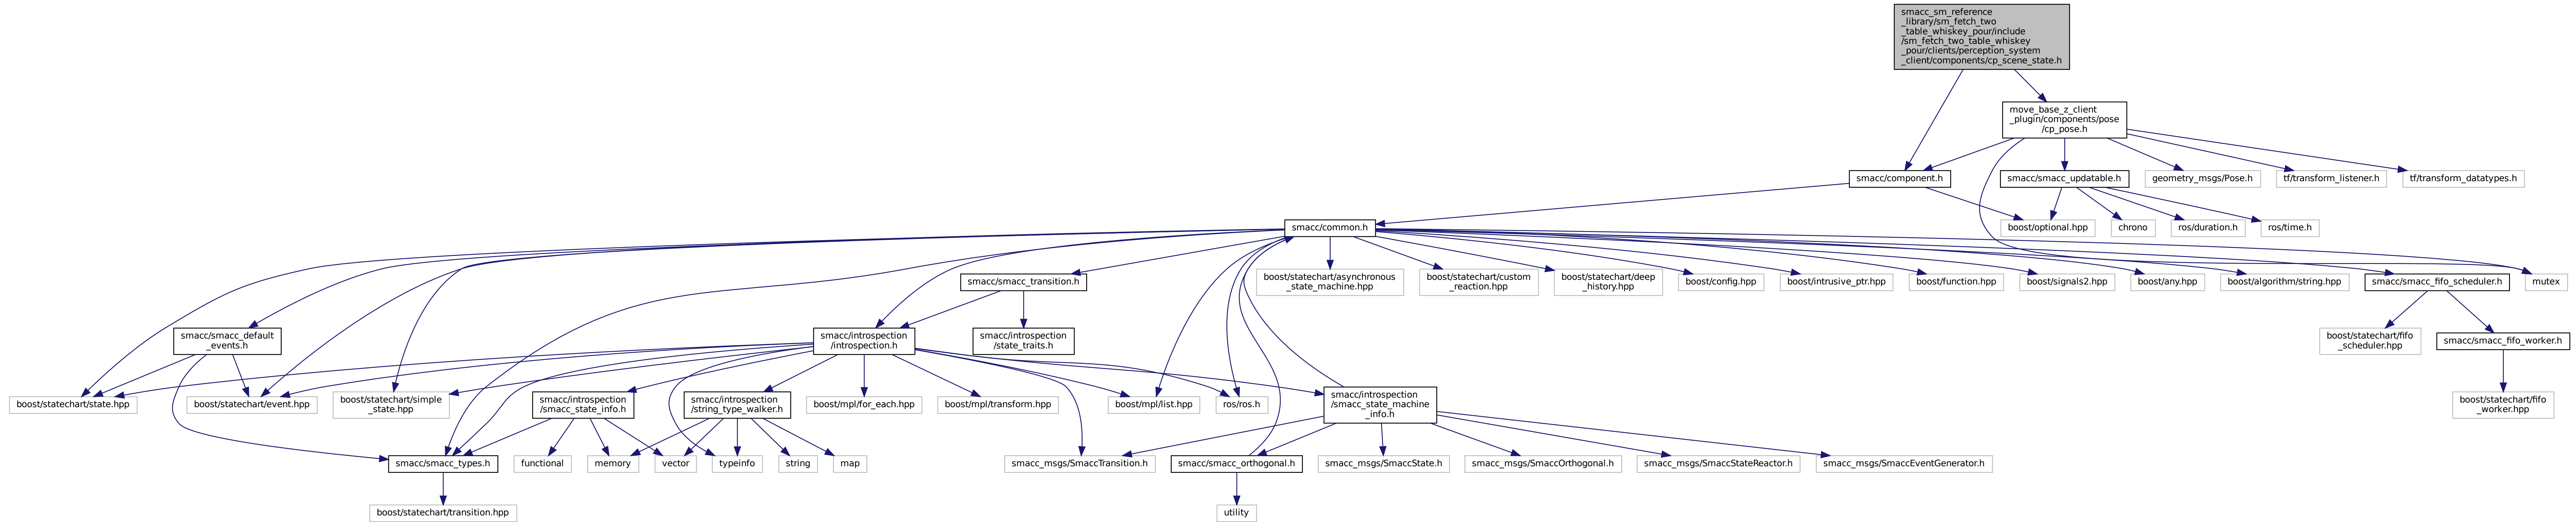 smacc_sm_reference
_library/sm_fetch_two
_table_whiskey_pour/include
/sm_fetch_two_table_whiskey
_pour/clients/perception_system
_client/components/cp_scene_state.h
move_base_z_client
_plugin/components/pose
/cp_pose.h
smacc/component.h
smacc/smacc_updatable.h
geometry_msgs/Pose.h
tf/transform_listener.h
tf/transform_datatypes.h
smacc/common.h
boost/optional.hpp
chrono
ros/duration.h
ros/time.h
smacc/smacc_transition.h
boost/statechart/asynchronous
_state_machine.hpp
boost/statechart/custom
_reaction.hpp
boost/statechart/deep
_history.hpp
boost/config.hpp
boost/intrusive_ptr.hpp
boost/function.hpp
boost/signals2.hpp
boost/any.hpp
boost/algorithm/string.hpp
smacc/smacc_fifo_scheduler.h
mutex
smacc/smacc_default
_events.h
smacc/introspection
/introspection.h
smacc/introspection
/state_traits.h
boost/statechart/fifo
_scheduler.hpp
smacc/smacc_fifo_worker.h
boost/statechart/state.hpp
boost/statechart/event.hpp
boost/statechart/simple
_state.hpp
smacc/introspection
/smacc_state_info.h
smacc/introspection
/string_type_walker.h
boost/mpl/for_each.hpp
boost/mpl/transform.hpp
boost/mpl/list.hpp
ros/ros.h
smacc/introspection
/smacc_state_machine
_info.h
boost/statechart/fifo
_worker.hpp
smacc/smacc_types.h
functional
memory
vector
typeinfo
string
map
smacc_msgs/SmaccTransition.h
smacc/smacc_orthogonal.h
smacc_msgs/SmaccState.h
smacc_msgs/SmaccOrthogonal.h
smacc_msgs/SmaccStateReactor.h
smacc_msgs/SmaccEventGenerator.h
boost/statechart/transition.hpp
utility